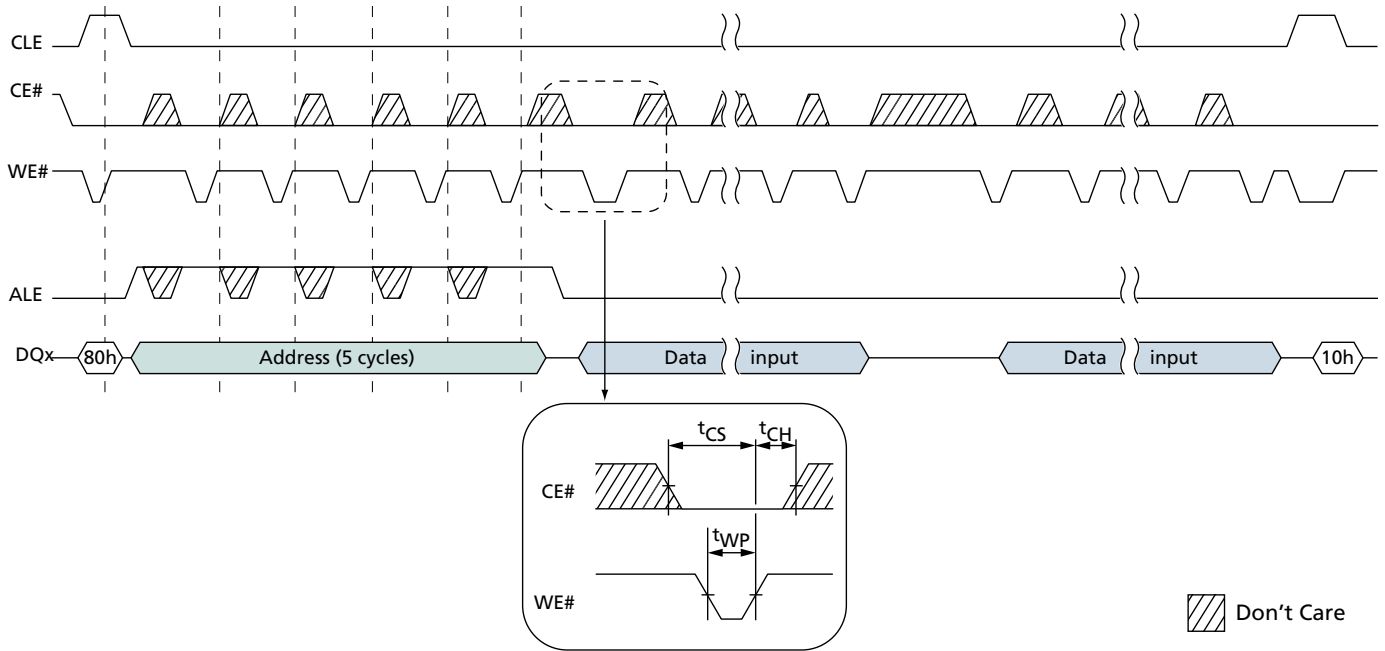 CLE
CE#
WE#
ALE
DQx
80h
Address (5 cycles)
Data input
Data input
10h
tCS
tCH
CE#
tWP
WE#
Don't Care